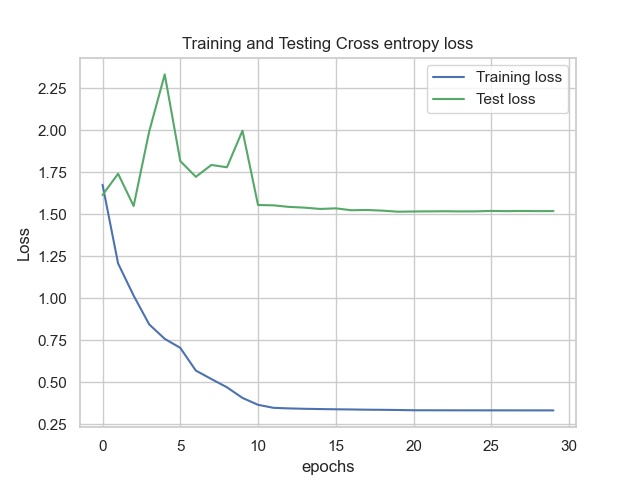 Training and Testing Cross entropy loss
Training loss
Test loss
2.25
2.00
1.75
1.50
1.25
1.00
0.75
0.50
0.25
Loss
0 5 10 15 20 25 30
epochs